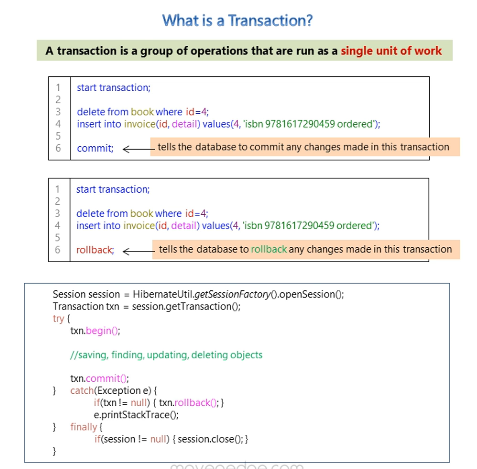 What is a Transaction?
A transaction is a group of operations that are run as a single unit of work
1 start transaction;
2
3 delete from book where id=4;
4 insert into invoice(id, detail) values(4, 'isbn 9781617290459 ordered');
5
6 commit; tells the database to commit any changes made in this transaction
1 start transaction;
2
3 delete from book where id=4;
4 insert into invoice(id, detail) values(4, 'isbn 9781617290459 ordered');
5
6 rollback; tells the database to rollback any changes made in this transaction
Session session = HibernateUtil.getSessionFactory().openSession();
Transaction txn = session.getTransaction();
try {
txn.begin();
//saving, finding, updating, deleting objects
txn.commit();
} catch(Exception e) {
if(txn != null) { txn.rollback(); }
e.printStackTrace();
} finally {
if(session != null) { session.close(); }
}